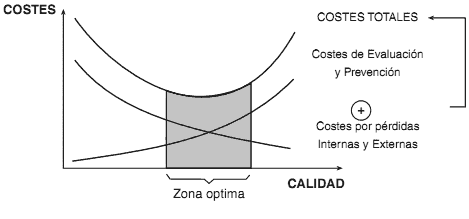 COSTES
COSTES TOTALES
Costes de Evaluación
y Prevención
+
Costes por pérdidas
Internas y Externas
CALIDAD
Zona optima